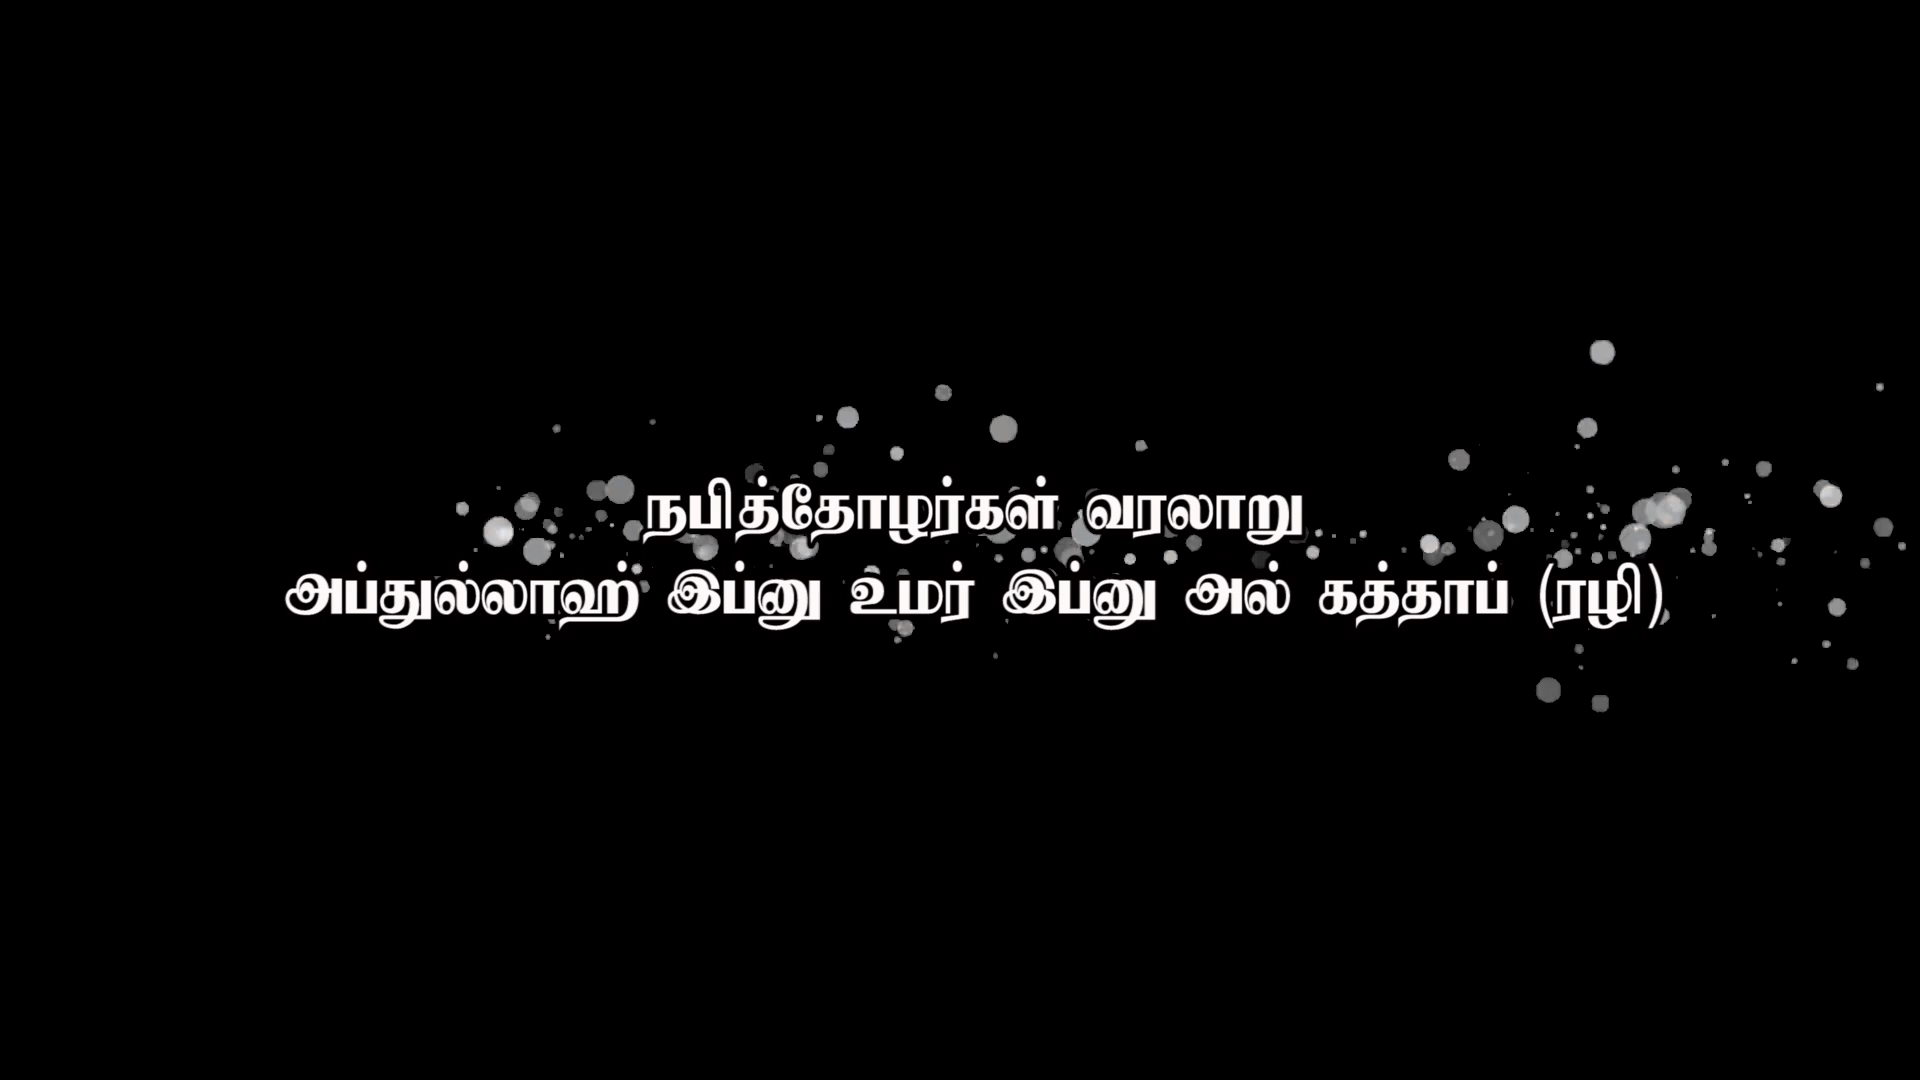 நபித்தோழர்கள் வரலாறு
அப்துல்லாஹ் இப்னு உமர் இப்னு அல் கத்தாப் (ரழி)